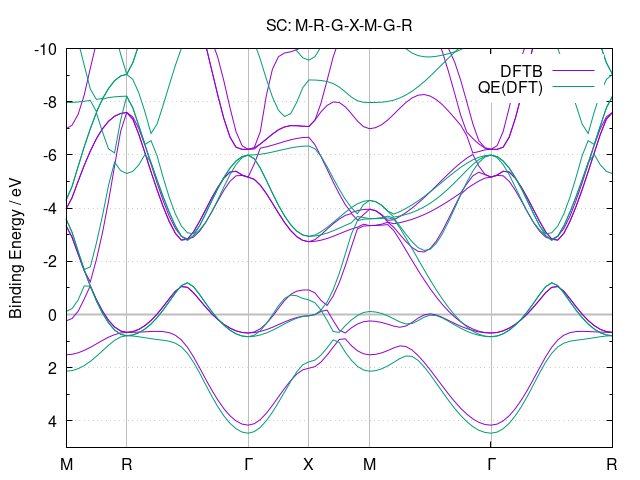 SC: M-R-G-X-M-G-R
DFTB
QE(DFT)
Binding Energy / eV
-10
-8
-6
-4
-2
0
2
4
M R Γ X M Γ R